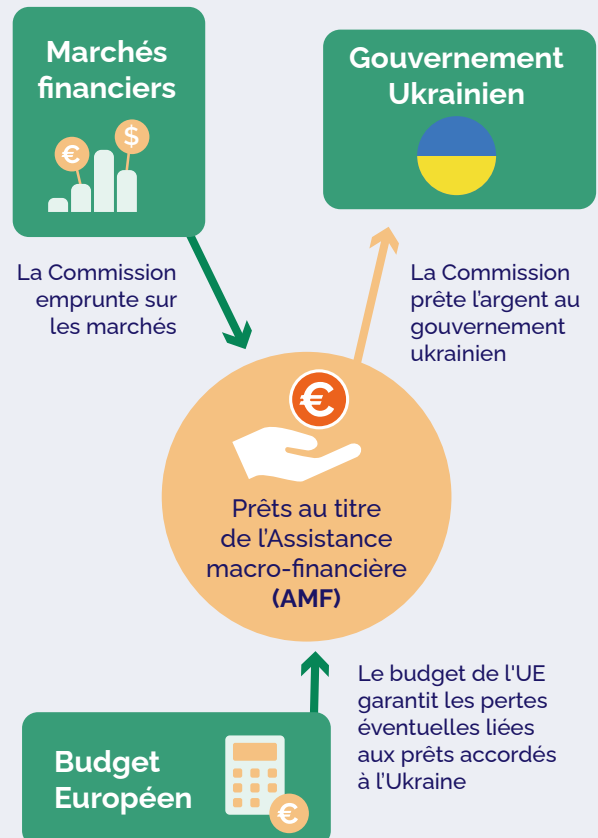 Marchés
financiers
€
$
Gouvernement
Ukrainien
La Commission
emprunte sur
les marchés
La Commission
prête l'argent au
gouvernement
ukrainien
€
Prêts au titre
de l'Assistance
macro-financière
(AMF)
Le budget de l'UE
garantit les pertes
éventuelles liées
aux prêts accordés
à l'Ukraine
Budget
Européen
€